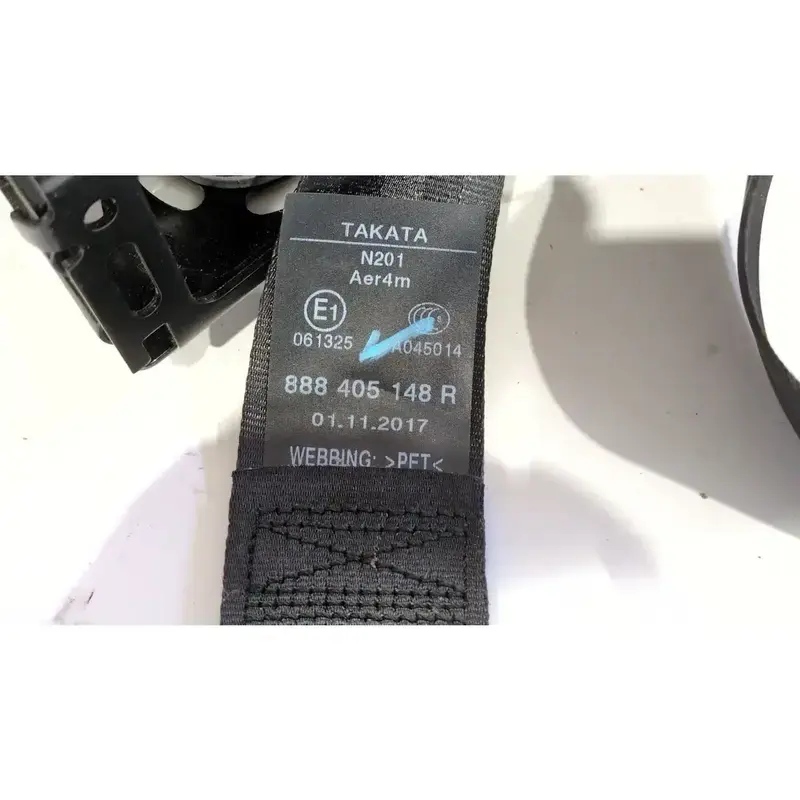 TAKATA
N201
Aer4m
E1
061325 A045014
888 405 148 R
01.11.2017
WEBBING: >PET<